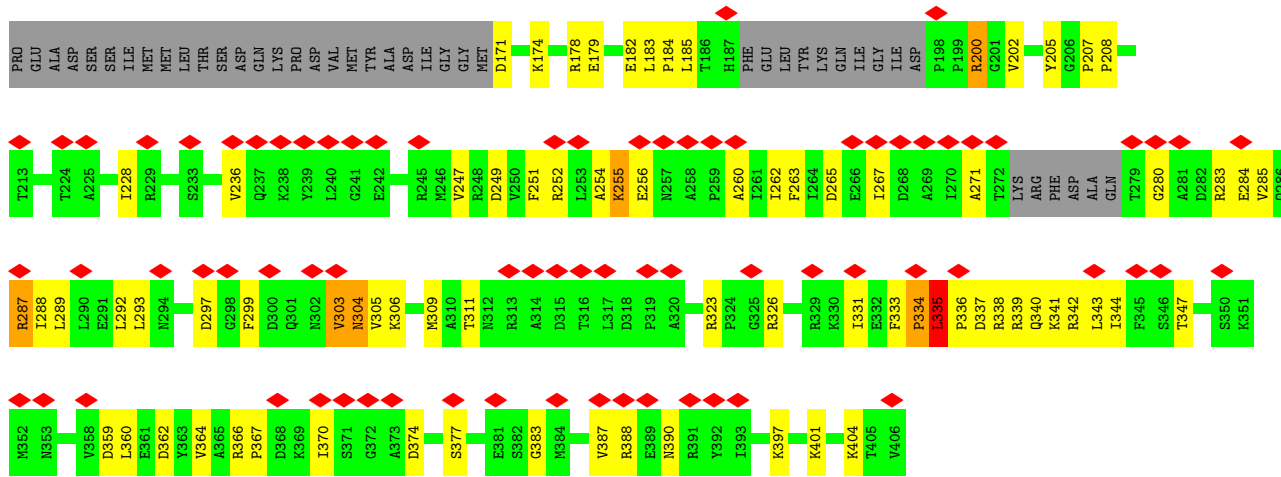 PRO GLU ALA ASP SER SER ILE MET MET LEU THR SER ASP GLN LYS PRO ASP VAL MET TYR ALA ASP ILE GLY GLY MET D171 K174 R178 E179 E182 L183 P184 L185 T186 H187 PHE GLU LEU TYR LYS GLN ILE GLY ILE ASP P198 P199 R200 G201 V202 Y205 G206 P207 P208
T213 T224 A225 I228 R229 S233 V236 Q237 K238 Y239 L240 G241 E242 R245 M246 V247 R248 D249 V250 F251 R252 L253 A254 K255 E256 N257 A258 P259 A260 I261 I262 F263 I264 D265 E266 I267 D268 A269 I270 A271 T272 LYS ARG PHE ASP ALA GLN T279 G280 A281 D282 R283 E284 V285
R287 I288 L289 L290 E291 L292 L293 N294 D297 G298 F299 D300 Q301 N302 V303 N304 V305 K306 M309 A310 T311 N312 R313 A314 D315 T316 L317 D318 P319 A320 R323 P324 G325 R326 R329 K330 I331 E332 F333 P334 L335 P336 D337 R338 R339 Q340 K341 R342 L343 I344 F345 S346 T347 S350 K351
M352 N353 V358 D359 L360 E361 D362 Y363 V364 A365 R366 P367 D368 K369 I370 S371 G372 A373 D374 S377 E381 S382 G383 M384 V387 R388 E389 N390 R391 Y392 I393 K397 K401 K404 T405 V406